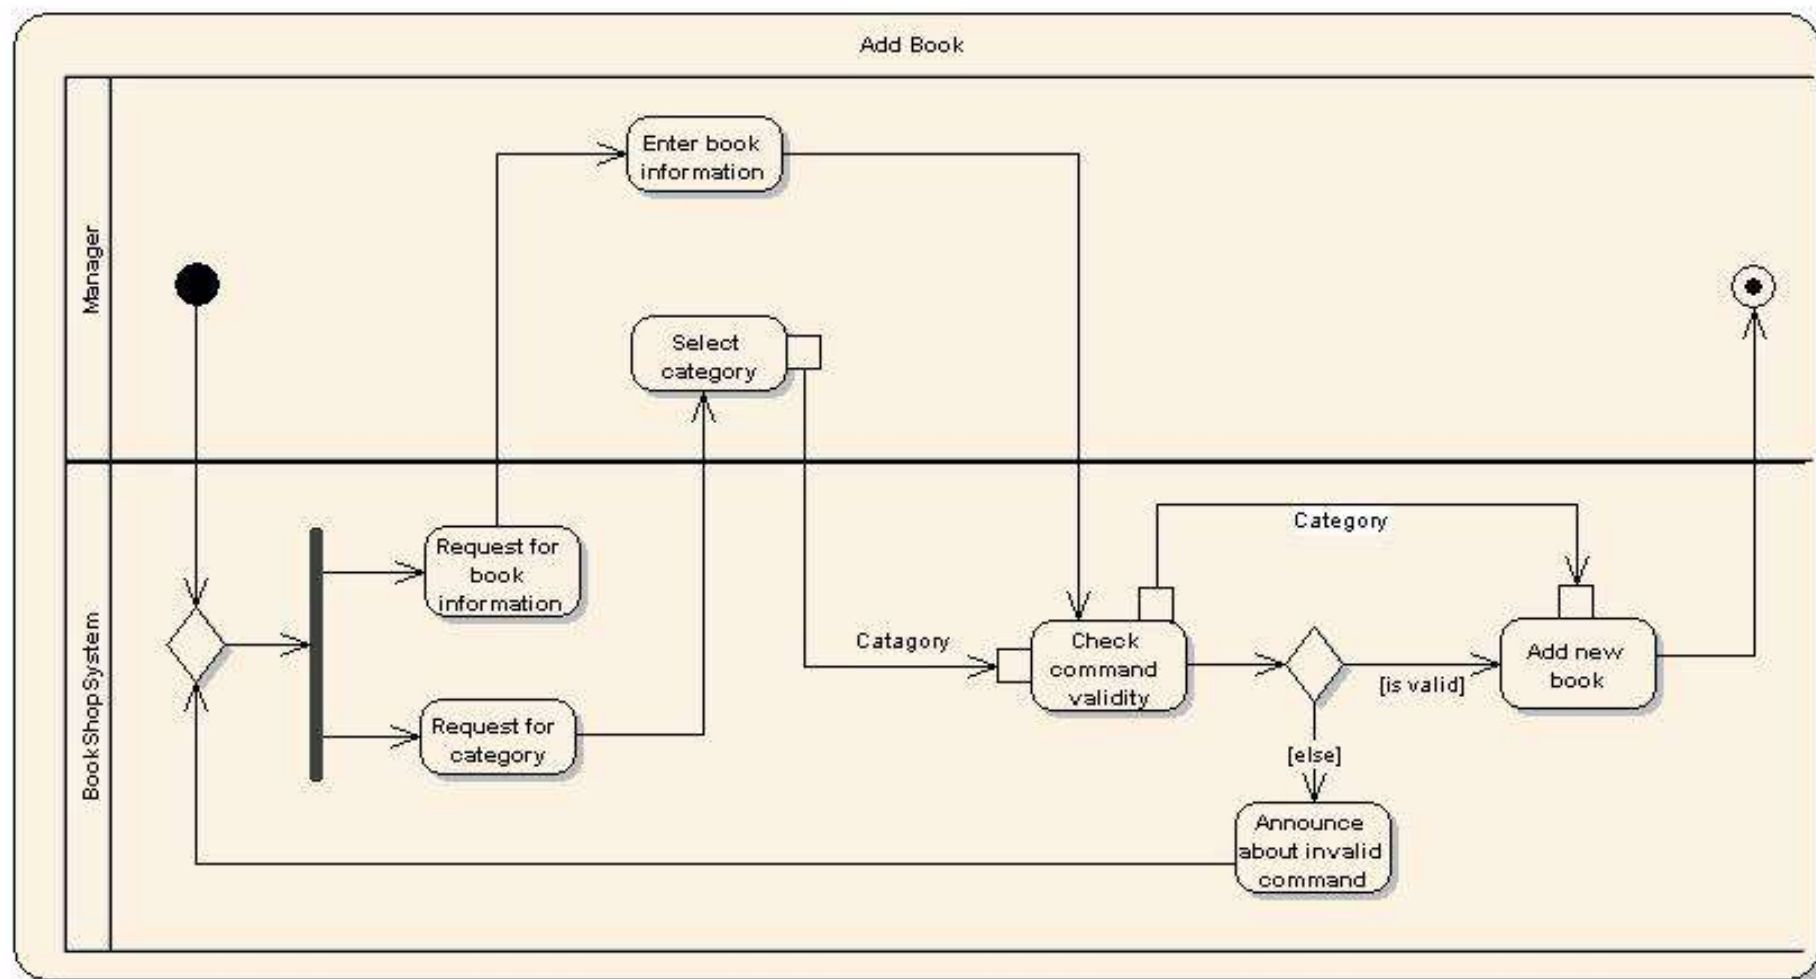 Add Book
Manager
Enter book
information
Select
category
BookShopSystem
Request for
book
information
Request for
category
Catagory
Check
command
validity
Category
[is valid]
Add new
book
[else]
Announce
about invalid
command